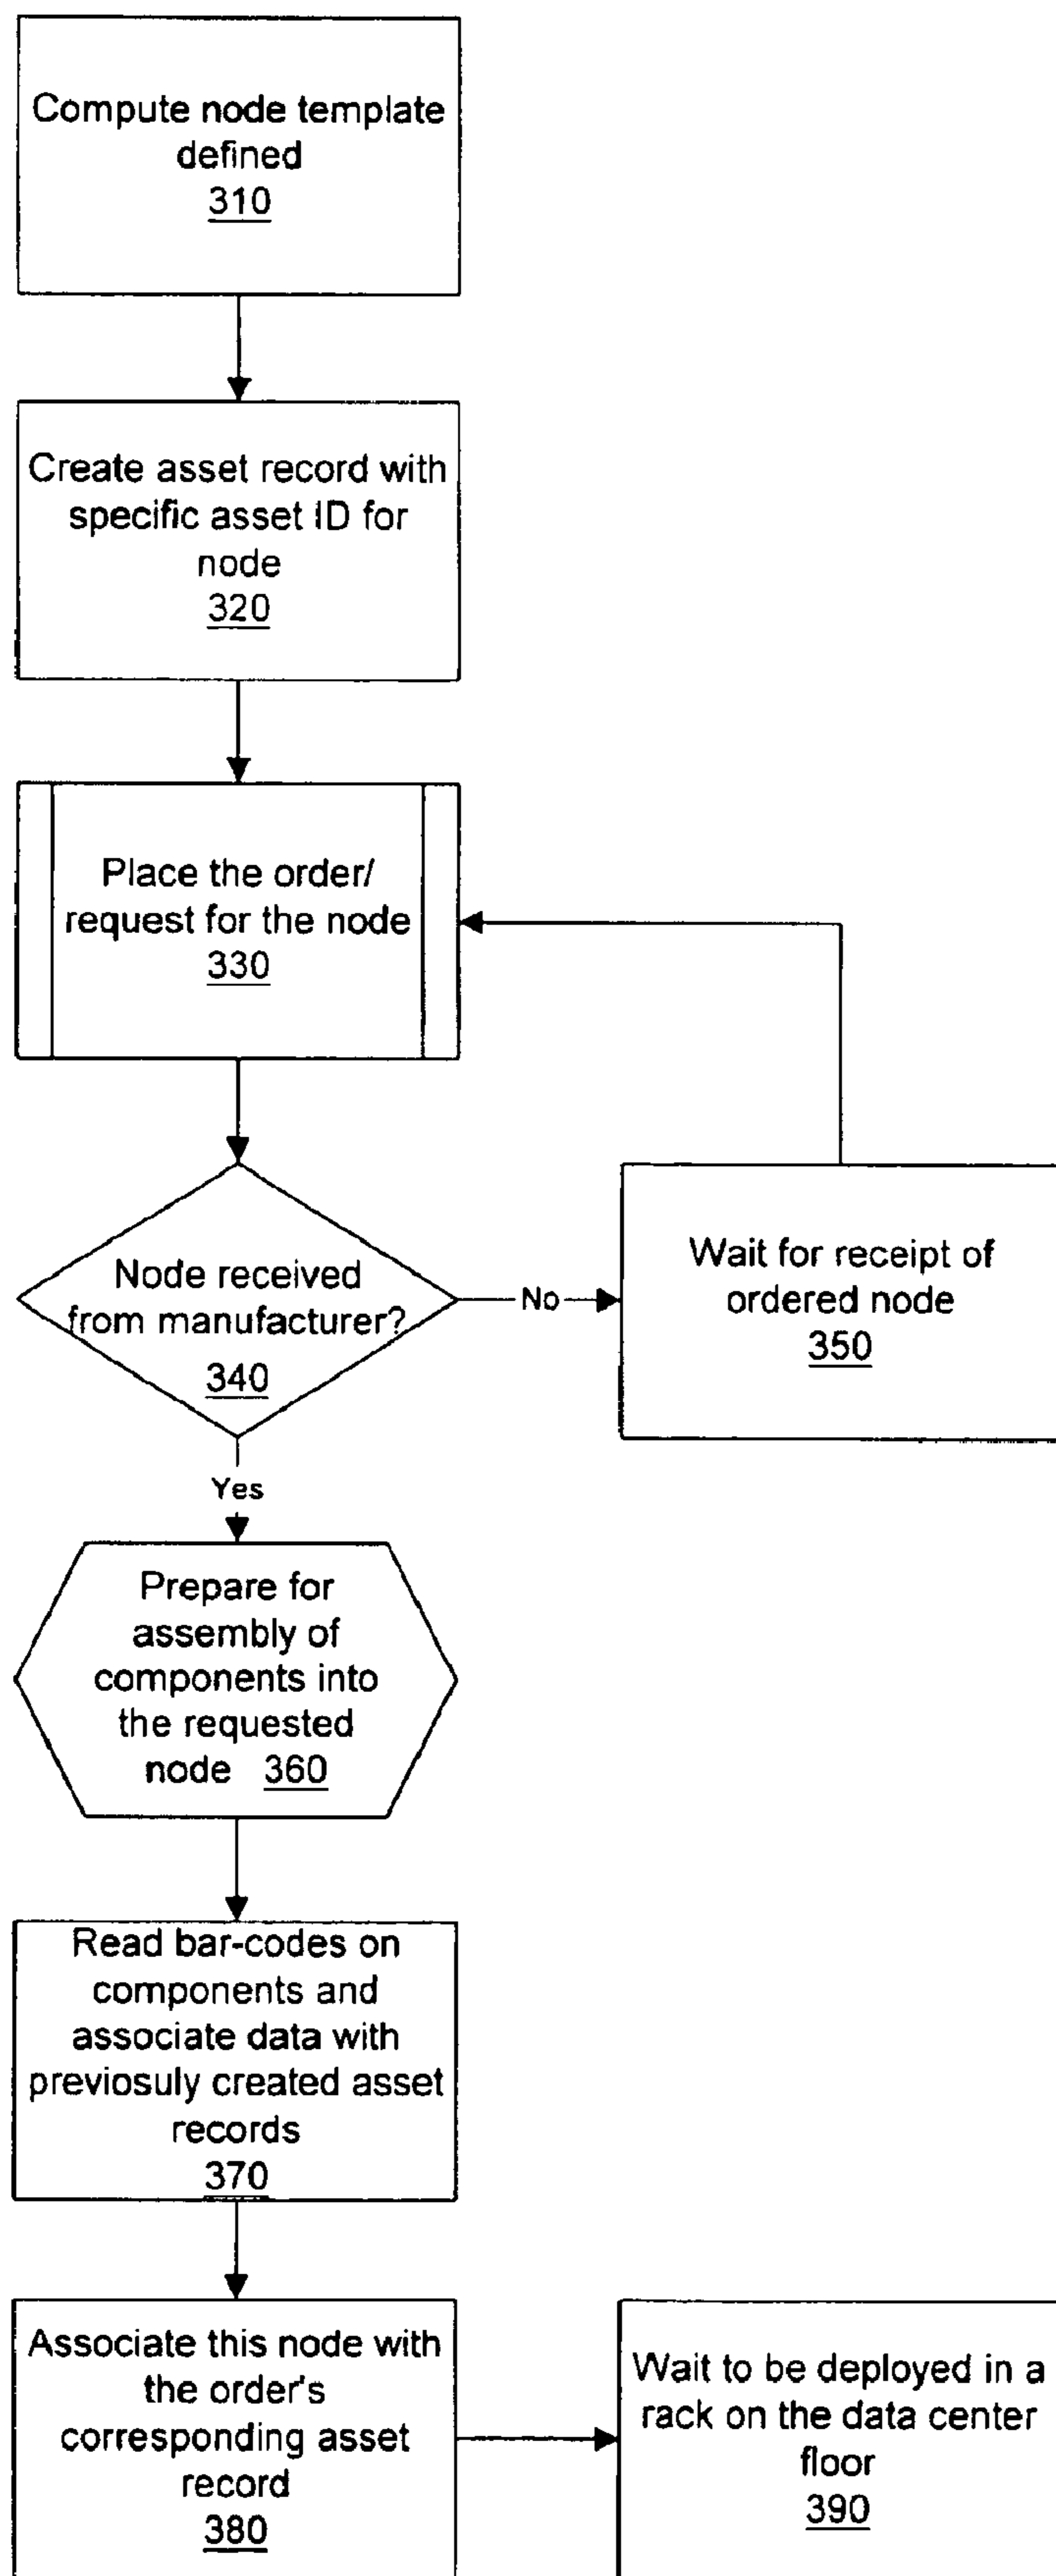 Compute node template
defined
310
Create asset record with
specific asset ID for
node
320
Place the order/
request for the node
330
Node received
from manufacturer?
340
No
Wait for receipt of
ordered node
350
Yes
Prepare for
assembly of
components into
the requested
node 360
Read bar-codes on
components and
associate data with
previosuly created asset
records
370
Associate this node with
the order's
corresponding asset
record
380
Wait to be deployed in a
rack on the data center
floor
390